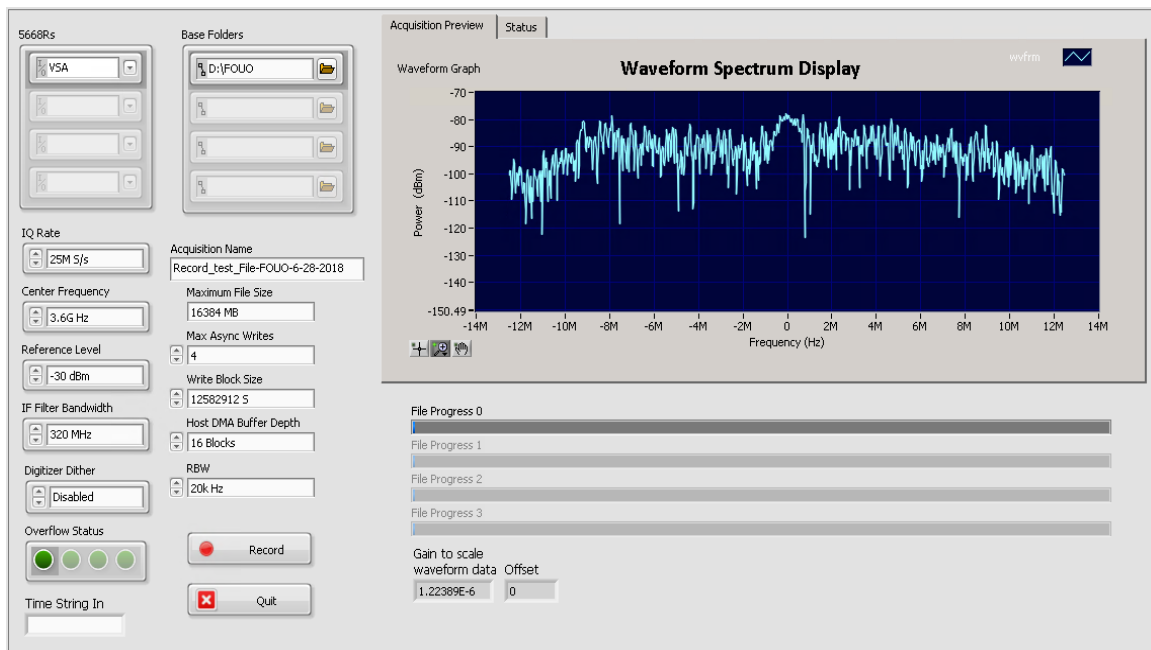 5668Rs
VSA
Base Folders
D:\FOUO
IQ Rate
25M S/s
Center Frequency
3.6G Hz
Reference Level
-30 dBm
IF Filter Bandwidth
320 MHz
Digitizer Dither
Disabled
Overflow Status
Time String In
Acquisition Name
Record_test_File-FOUO-6-28-2018
Maximum File Size
16384 MB
Max Async Writes
4
Write Block Size
12582912 S
Host DMA Buffer Depth
16 Blocks
RBW
20k Hz
Record
Quit
Acquisition Preview
Status
Waveform Graph
Waveform Spectrum Display
wvfrm
Power (dBm)
-70
-80
-90
-100
-110
-120
-130
-140
-150.49
-14M -12M -10M -8M -6M -4M -2M 0 2M 4M 6M 8M 10M 12M 14M
Frequency (Hz)
File Progress 0
File Progress 1
File Progress 2
File Progress 3
Gain to scale
waveform data Offset
1.22389E-6 0